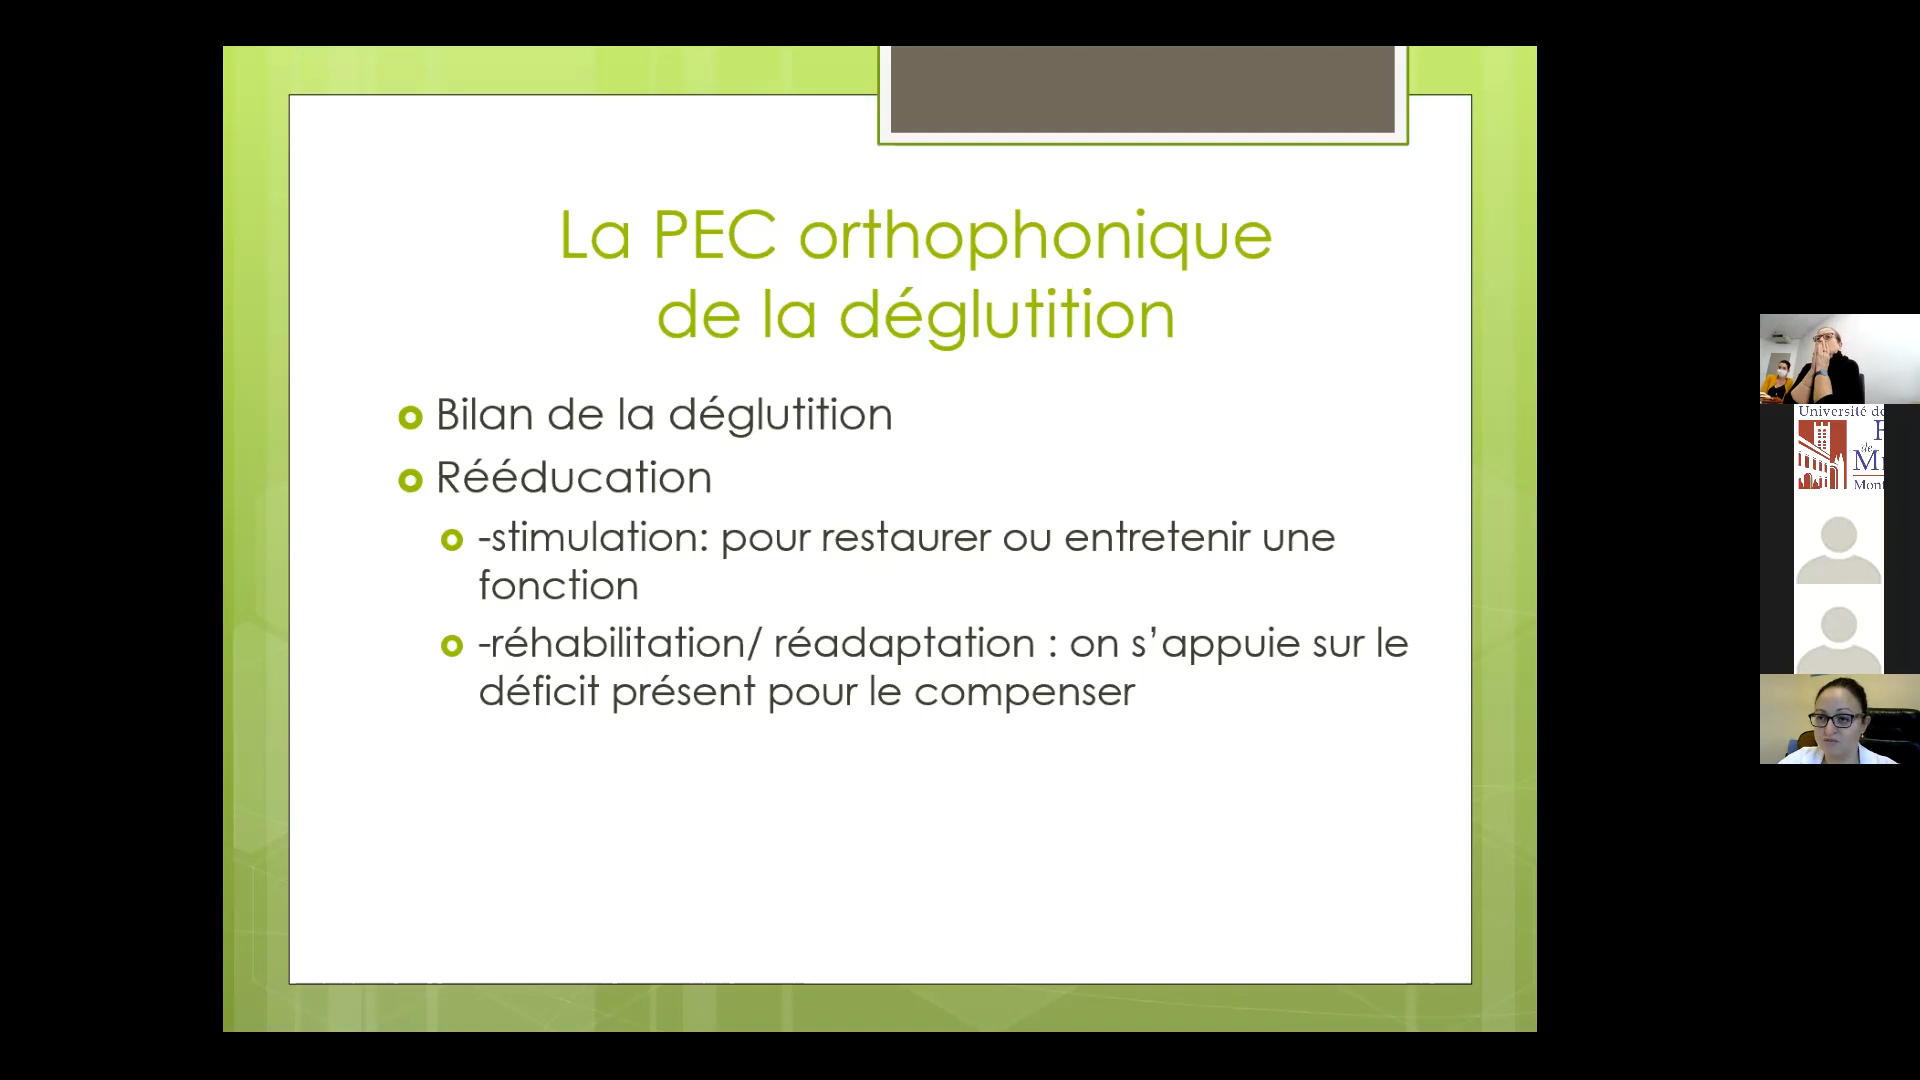 La PEC orthophonique
de la déglutition
Bilan de la déglutition
Rééducation
-stimulation: pour restaurer ou entretenir une
fonction
-réhabilitation/ réadaptation : on s’appuie sur le
déficit présent pour le compenser
Université
de